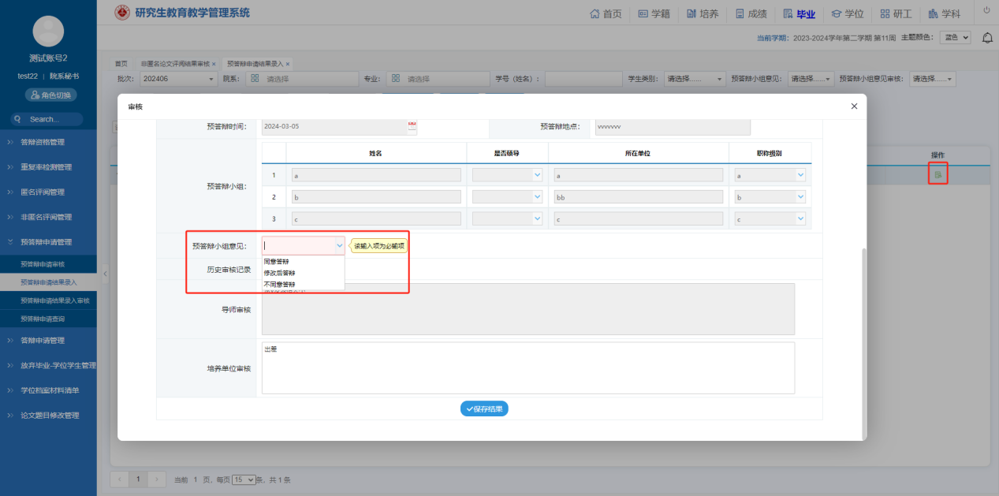 研究生教育教学管理系统
首页 学籍 培养 成绩 毕业 学位 研工 学科
测试账号2
test22 | 院系秘书
角色切换
Search...
当前学期: 2023-2024学年第二学期 第11周 主题颜色: 蓝色
首页 非匿名论文评阅结果审核 × 预答辩申请结果录入 ×
批次: 202406 院系: 请选择 专业: 请选择 学号（姓名）: 学生类别: 请选择...... 预答辩小组意见: 请选择...... 预答辩小组意见审核: 请选择......
答辩资格管理
重复率检测管理
匿名评阅管理
非匿名评阅管理
预答辩申请管理
预答辩申请审核
预答辩申请结果录入
预答辩申请结果录入审核
预答辩申请查询
答辩申请管理
放弃毕业-学位学生管理
学位档案材料清单
论文题目修改管理
审核 ×
预答辩时间: 2024-03-05 预答辩地点: vvvvvvv
预答辩小组:
姓名 是否硕导 所在单位 职称级别
1 a a a
2 b bb b
3 c c c
预答辩小组意见: 该输入项为必输项
同意答辩
修改后答辩
不同意答辩
历史审核记录
导师审核
培养单位审核 出差
保存结果
操作
1 当前 1 页, 每页 15 条, 共 1 条